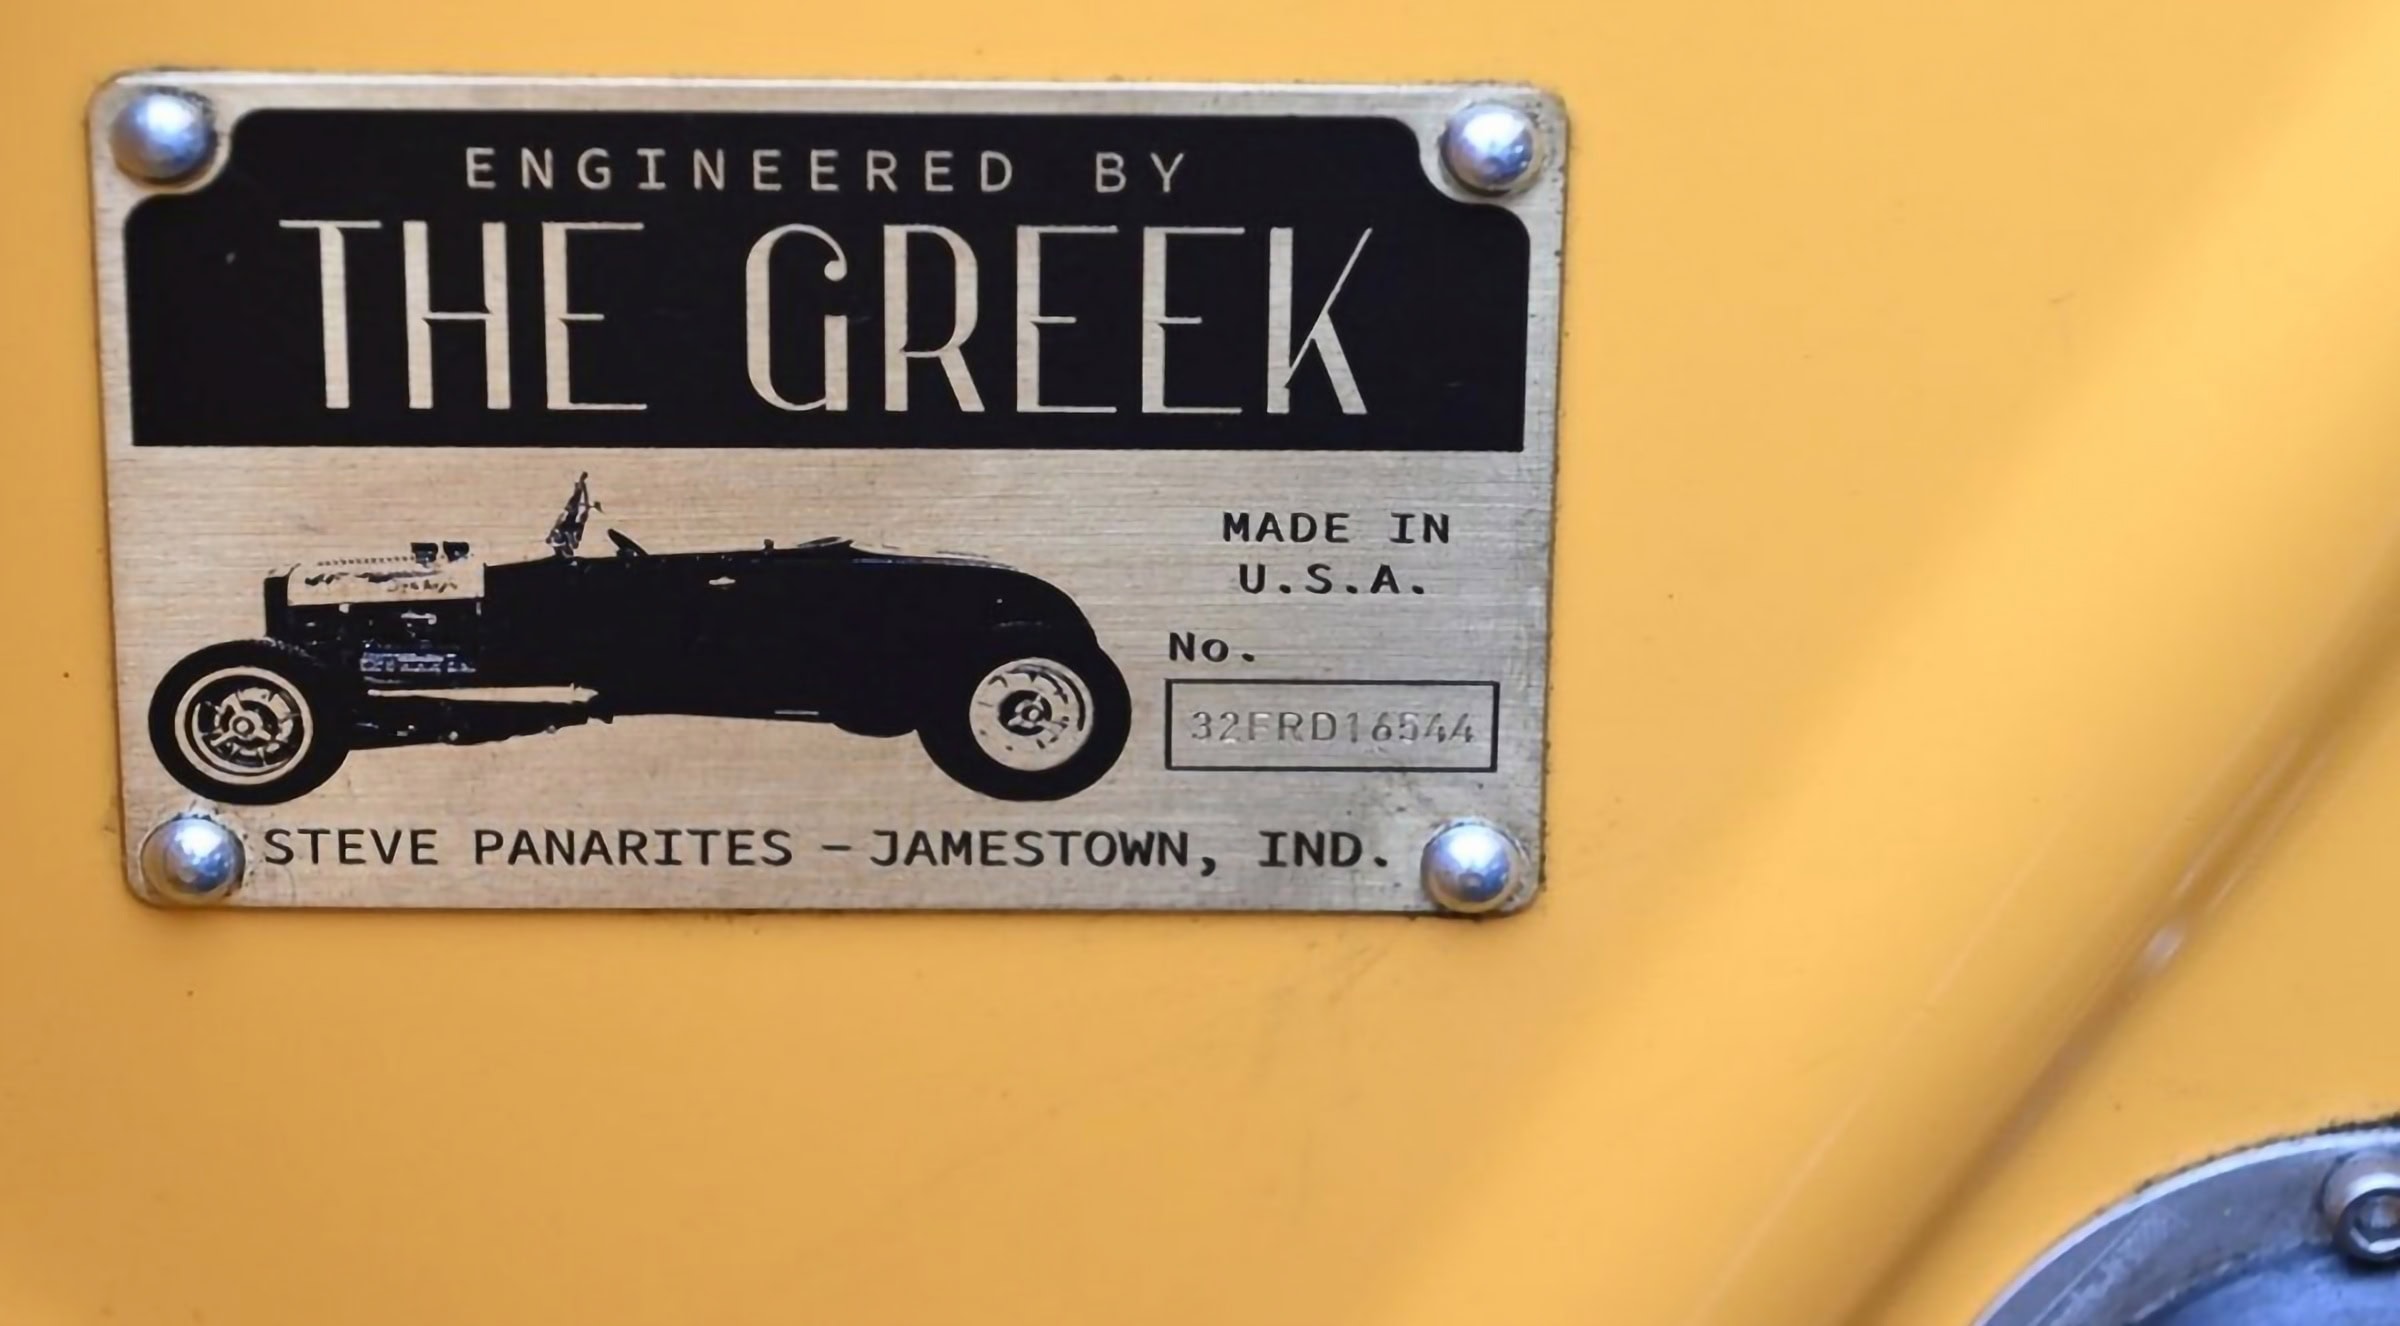 ENGINEERED BY
THE GREEK
MADE IN
U.S.A.
No.
32FRD16544
STEVE PANARITES – JAMESTOWN, IND.